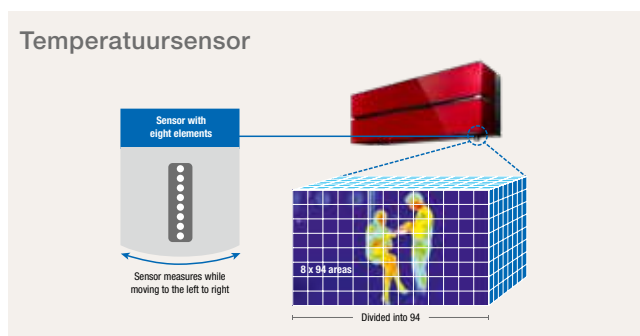 Temperatuursensor
Sensor with
eight elements
Sensor measures while
moving to the left to right
8 x 94 areas
Divided into 94